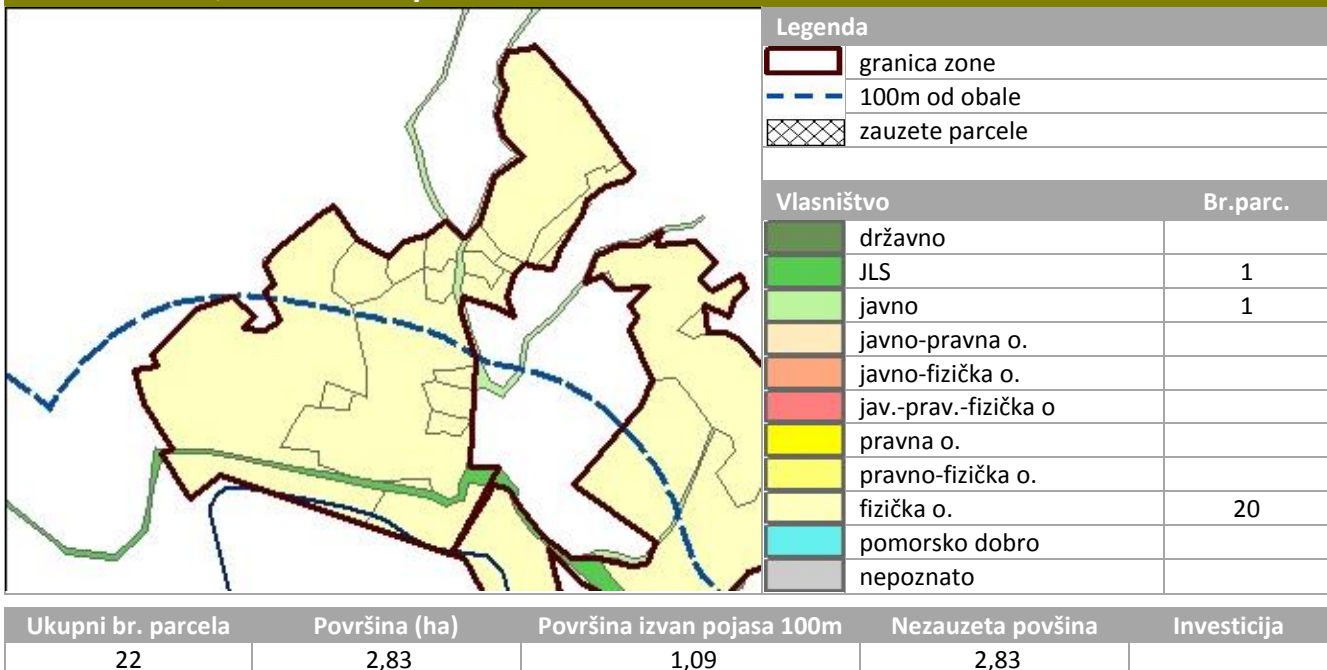 Legenda
granica zone
100m od obale
zauzete parcele
Vlasništvo Br.parc.
državno
JLS 1
javno 1
javno-pravna o.
javno-fizička o.
jav.-prav.-fizička o
pravna o.
pravno-fizička o.
fizička o. 20
pomorsko dobro
nepoznato
Ukupni br. parcela Površina (ha) Površina izvan pojasa 100m Nezauzeta povšina Investicija
22 2,83 1,09 2,83